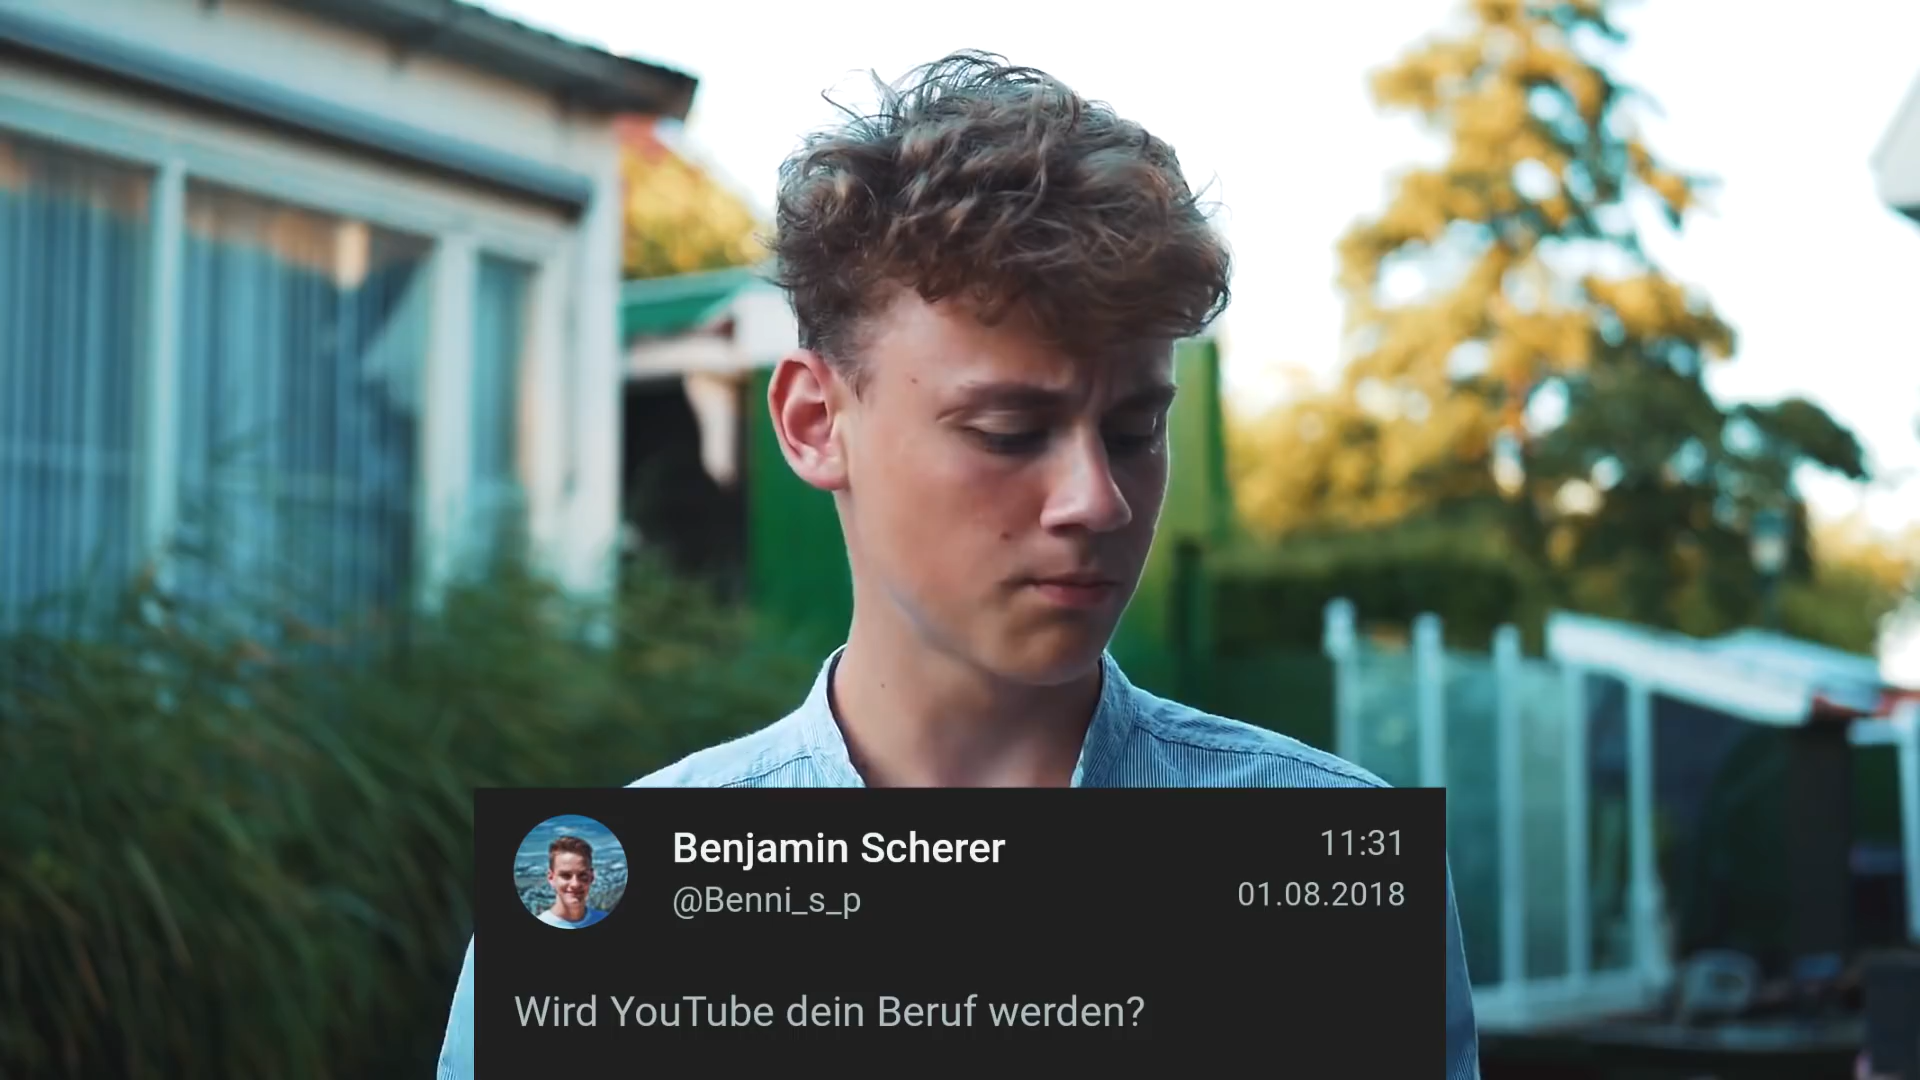 Benjamin Scherer
11:31
@Benni_s_p
01.08.2018
Wird YouTube dein Beruf werden?